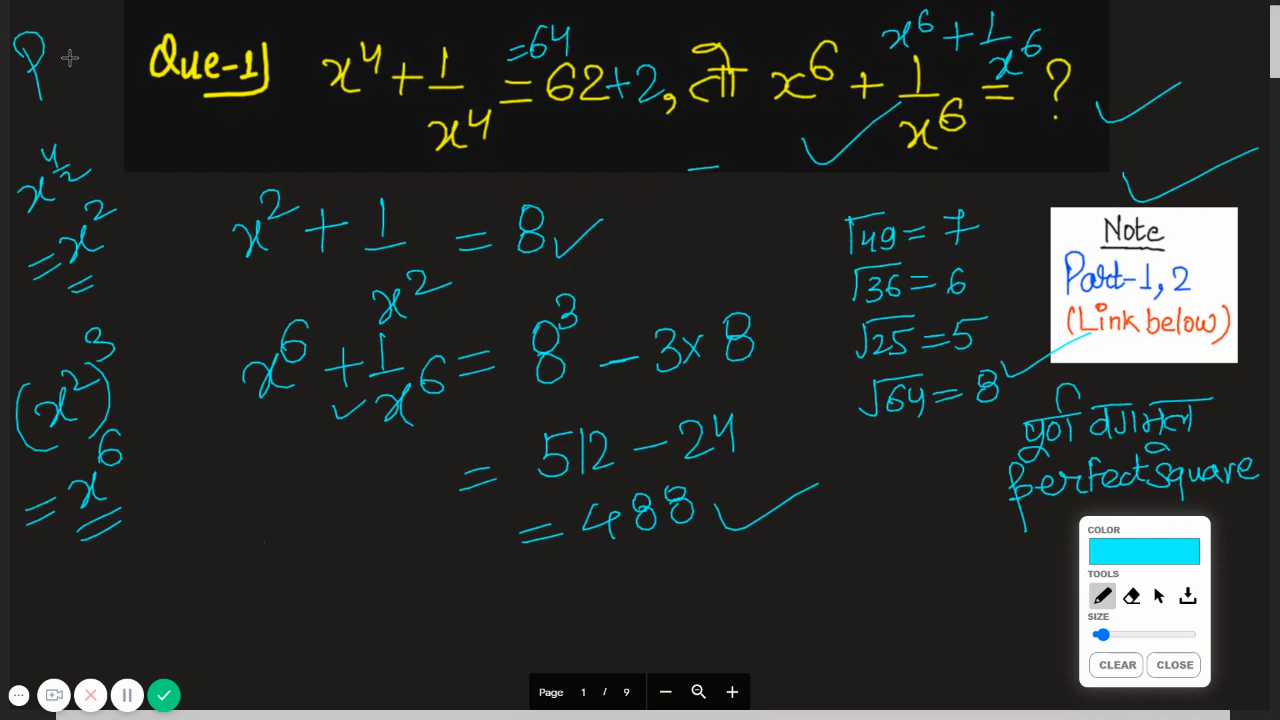 P
Que-1) x⁴ + 1/x⁴ = 62+2, तो x⁶ + 1/x⁶ = ?
=64
x⁶ + 1/x⁶
x^4/2
= x²
x² + 1/x² = 8
x⁶ + 1/x⁶ = 8³ – 3×8
= 512 – 24
= 488
(x²)³
= x⁶
√49 = 7
√36 = 6
√25 = 5
√64 = 8
Note
Part-1, 2
(Link below)
पूर्ण वर्ग
perfect square
COLOR
TOOLS
SIZE
CLEAR CLOSE
Page 1 / 9